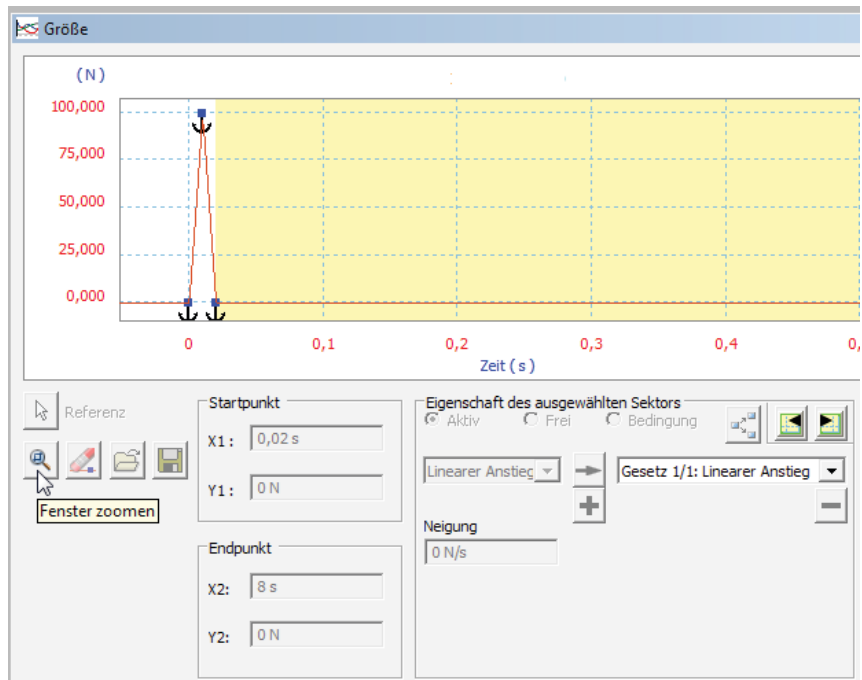 Größe
(N)
100,000
75,000
50,000
25,000
0,000
0 0,1 0,2 0,3 0,4 0,
Zeit (s)
Referenz
Fenster zoomen
Startpunkt
X1: 0,02 s
Y1: 0 N
Endpunkt
X2: 8 s
Y2: 0 N
Eigenschaft des ausgewählten Sektors
Aktiv Frei Bedingung
Linearer Anstieg Gesetz 1/1: Linearer Anstieg
Neigung
0 N/s